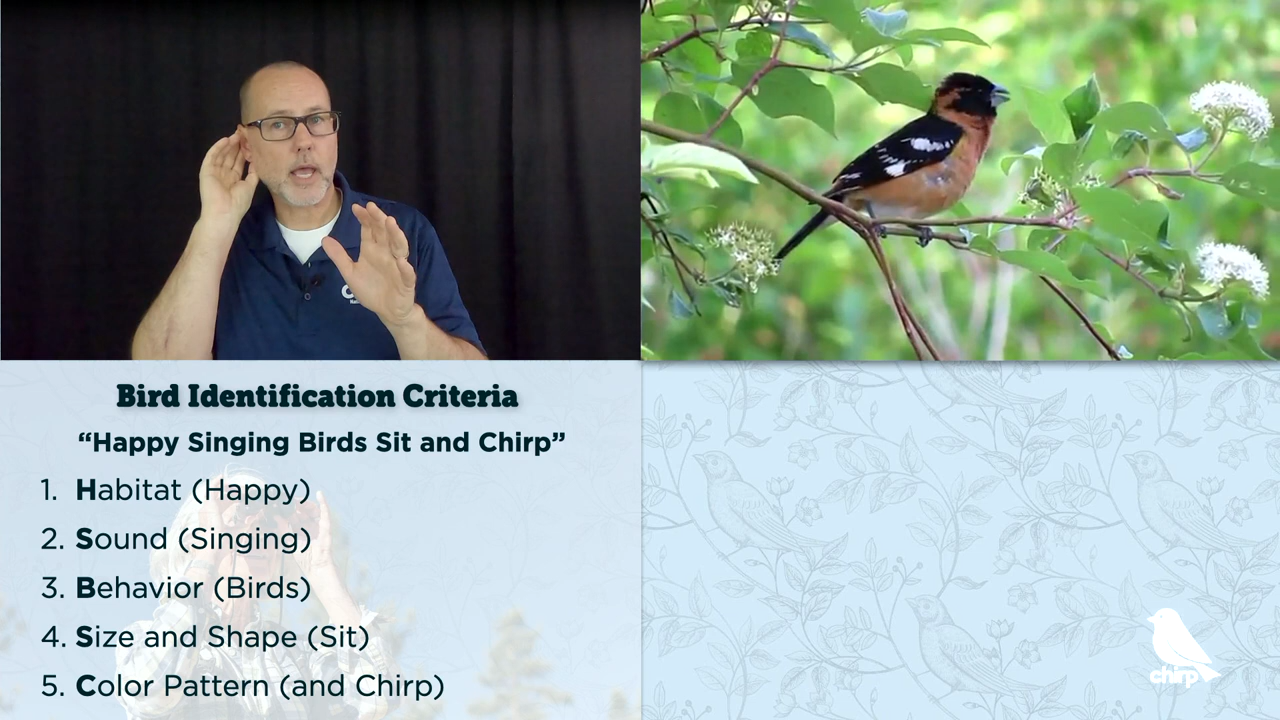 Bird Identification Criteria
“Happy Singing Birds Sit and Chirp”
1. Habitat (Happy)
2. Sound (Singing)
3. Behavior (Birds)
4. Size and Shape (Sit)
5. Color Pattern (and Chirp)
chirp